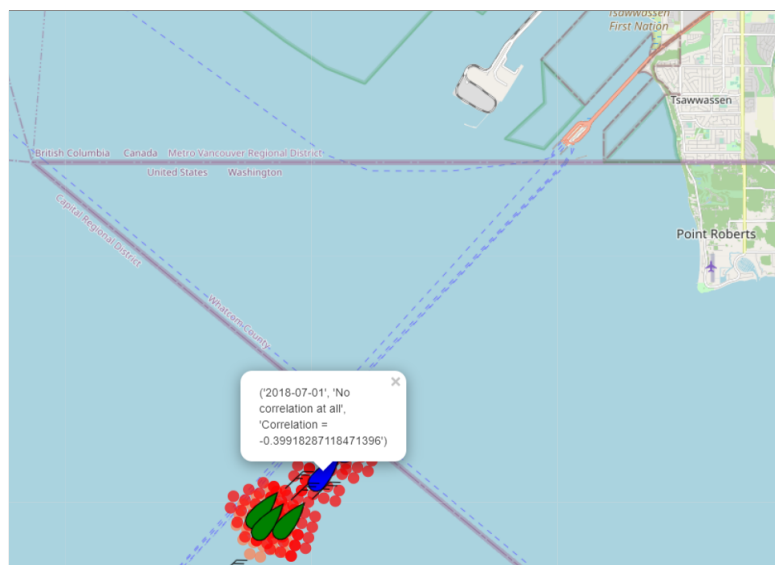 Tsawwassen
First Nation
Tsawwassen
British Columbia Canada Metro Vancouver Regional District
United States Washington
Capital Regional District
Point Roberts
Whatcom County
('2018-07-01', 'No
correlation at all',
'Correlation =
-0.39918287118471396')
×